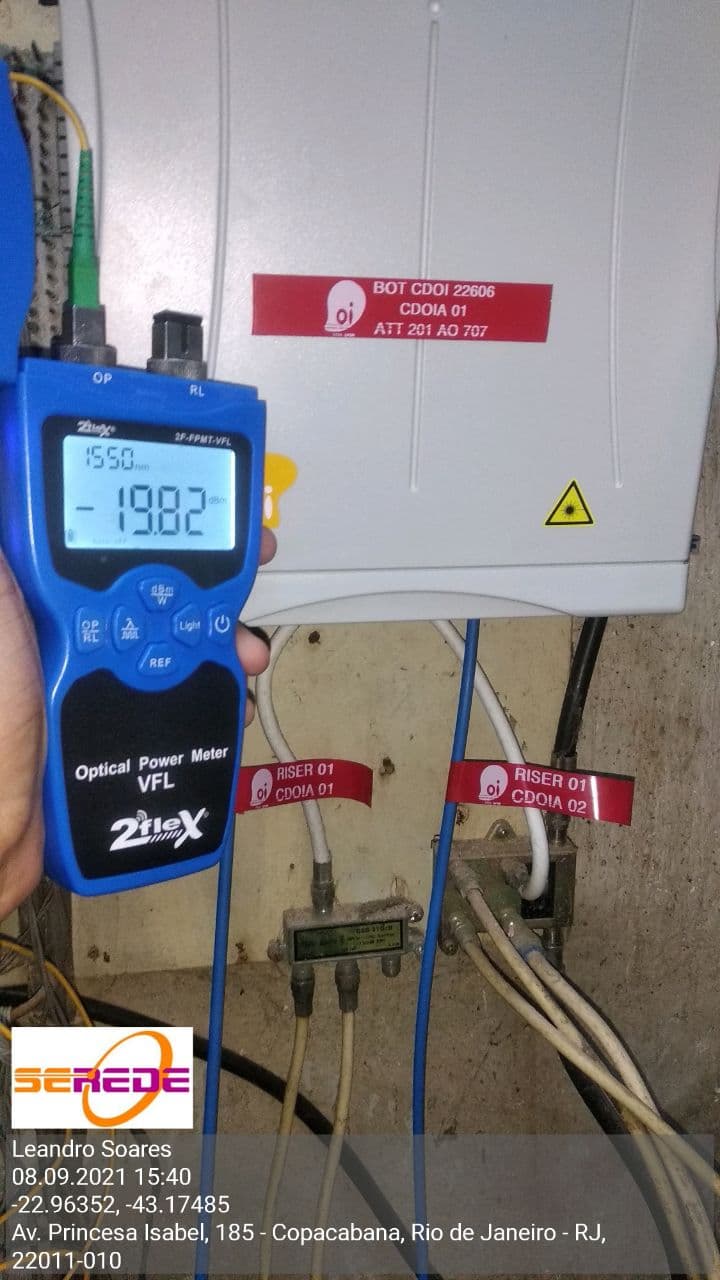 oi
BOT CDOI 22606
CDOIA 01
ATT 201 AO 707
OP
RL
2fleX
2F-FPMT-VFL
1550nm
-19.82 dBm
dBm
W
OP
RL
λ
Light
REF
Optical Power Meter
VFL
2fleX
oi
RISER 01
CDOIA 01
oi
RISER 01
CDOIA 02
SEREDE
Leandro Soares
08.09.2021 15:40
-22.96352, -43.17485
Av. Princesa Isabel, 185 - Copacabana, Rio de Janeiro - RJ,
22011-010